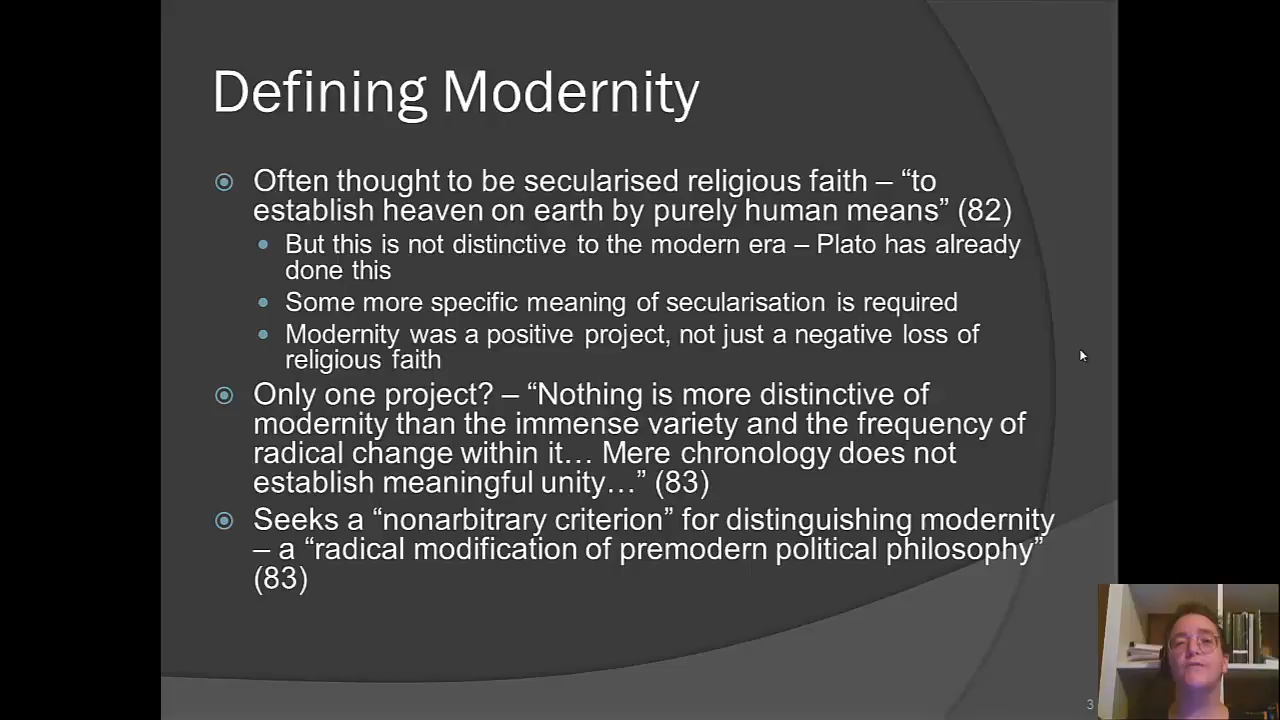 Defining Modernity
Often thought to be secularised religious faith – “to
establish heaven on earth by purely human means” (82)
But this is not distinctive to the modern era – Plato has already
done this
Some more specific meaning of secularisation is required
Modernity was a positive project, not just a negative loss of
religious faith
Only one project? – “Nothing is more distinctive of
modernity than the immense variety and the frequency of
radical change within it… Mere chronology does not
establish meaningful unity…” (83)
Seeks a “nonarbitrary criterion” for distinguishing modernity
– a “radical modification of premodern political philosophy”
(83)
3